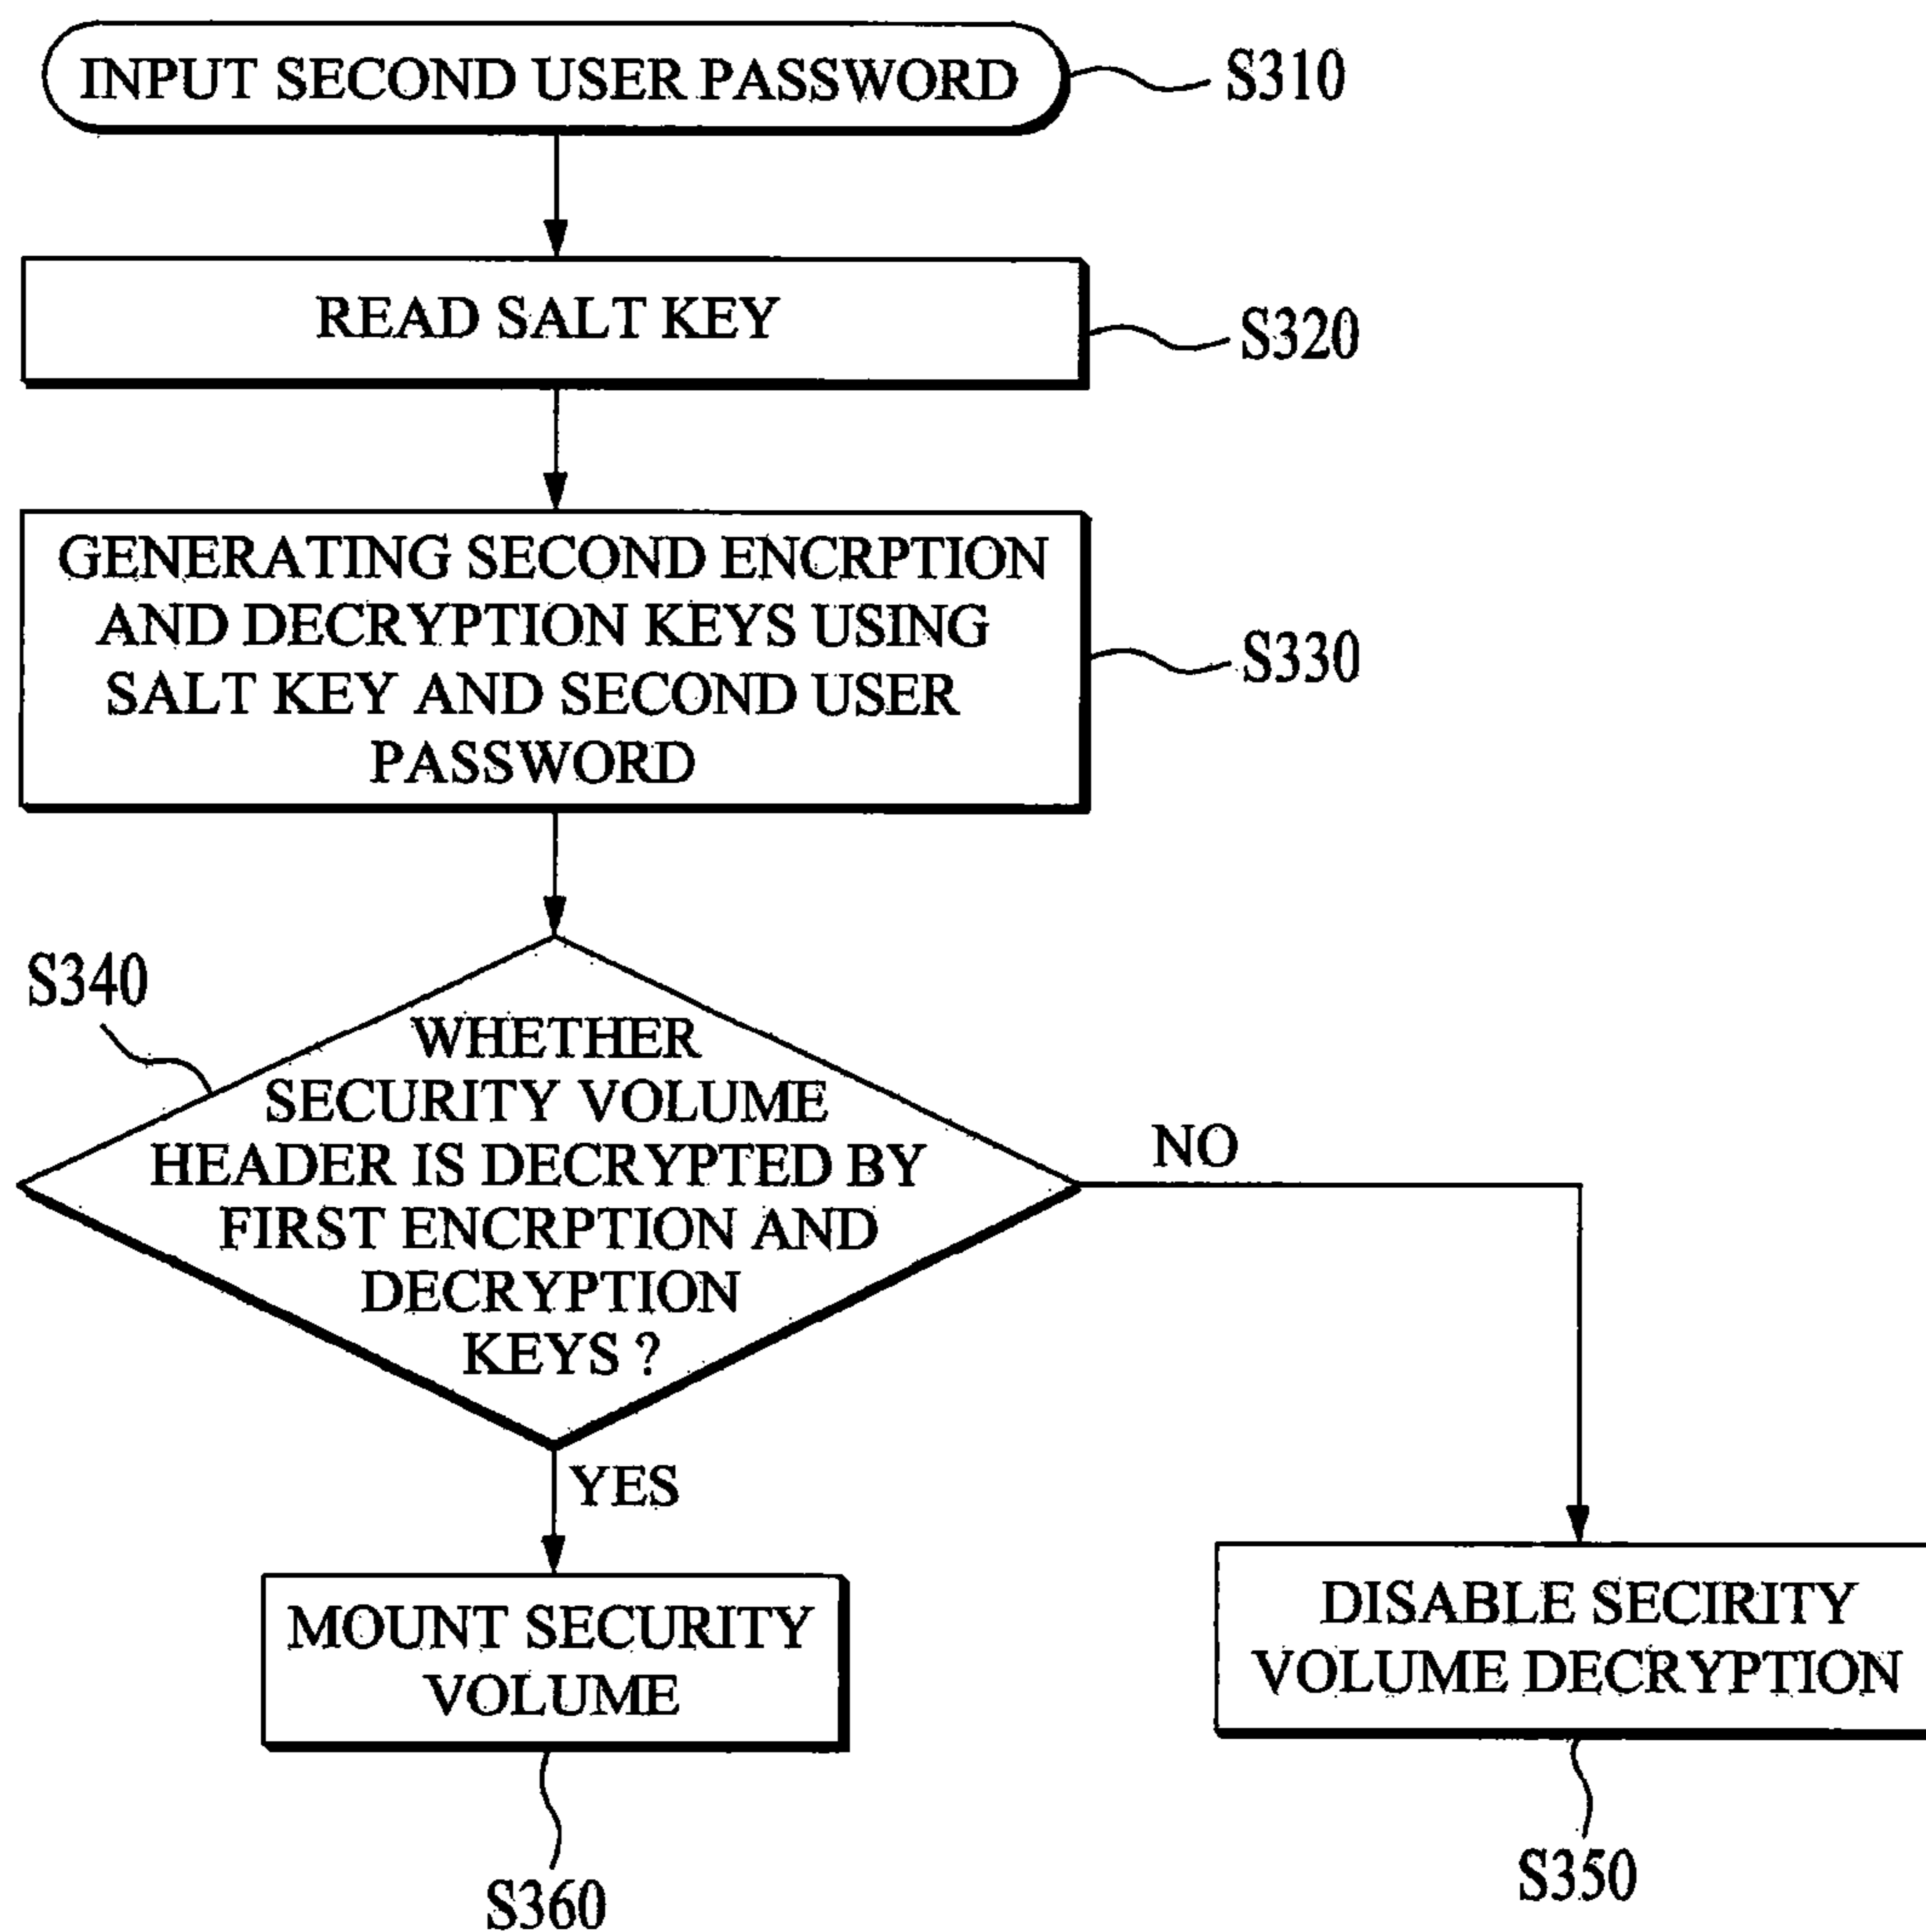 INPUT SECOND USER PASSWORD
S310
READ SALT KEY
S320
GENERATING SECOND ENCRPTION
AND DECRYPTION KEYS USING
SALT KEY AND SECOND USER
PASSWORD
S330
S340
WHETHER
SECURITY VOLUME
HEADER IS DECRYPTED BY
FIRST ENCRPTION AND
DECRYPTION
KEYS ?
NO
YES
MOUNT SECURITY
VOLUME
S360
DISABLE SECIRITY
VOLUME DECRYPTION
S350